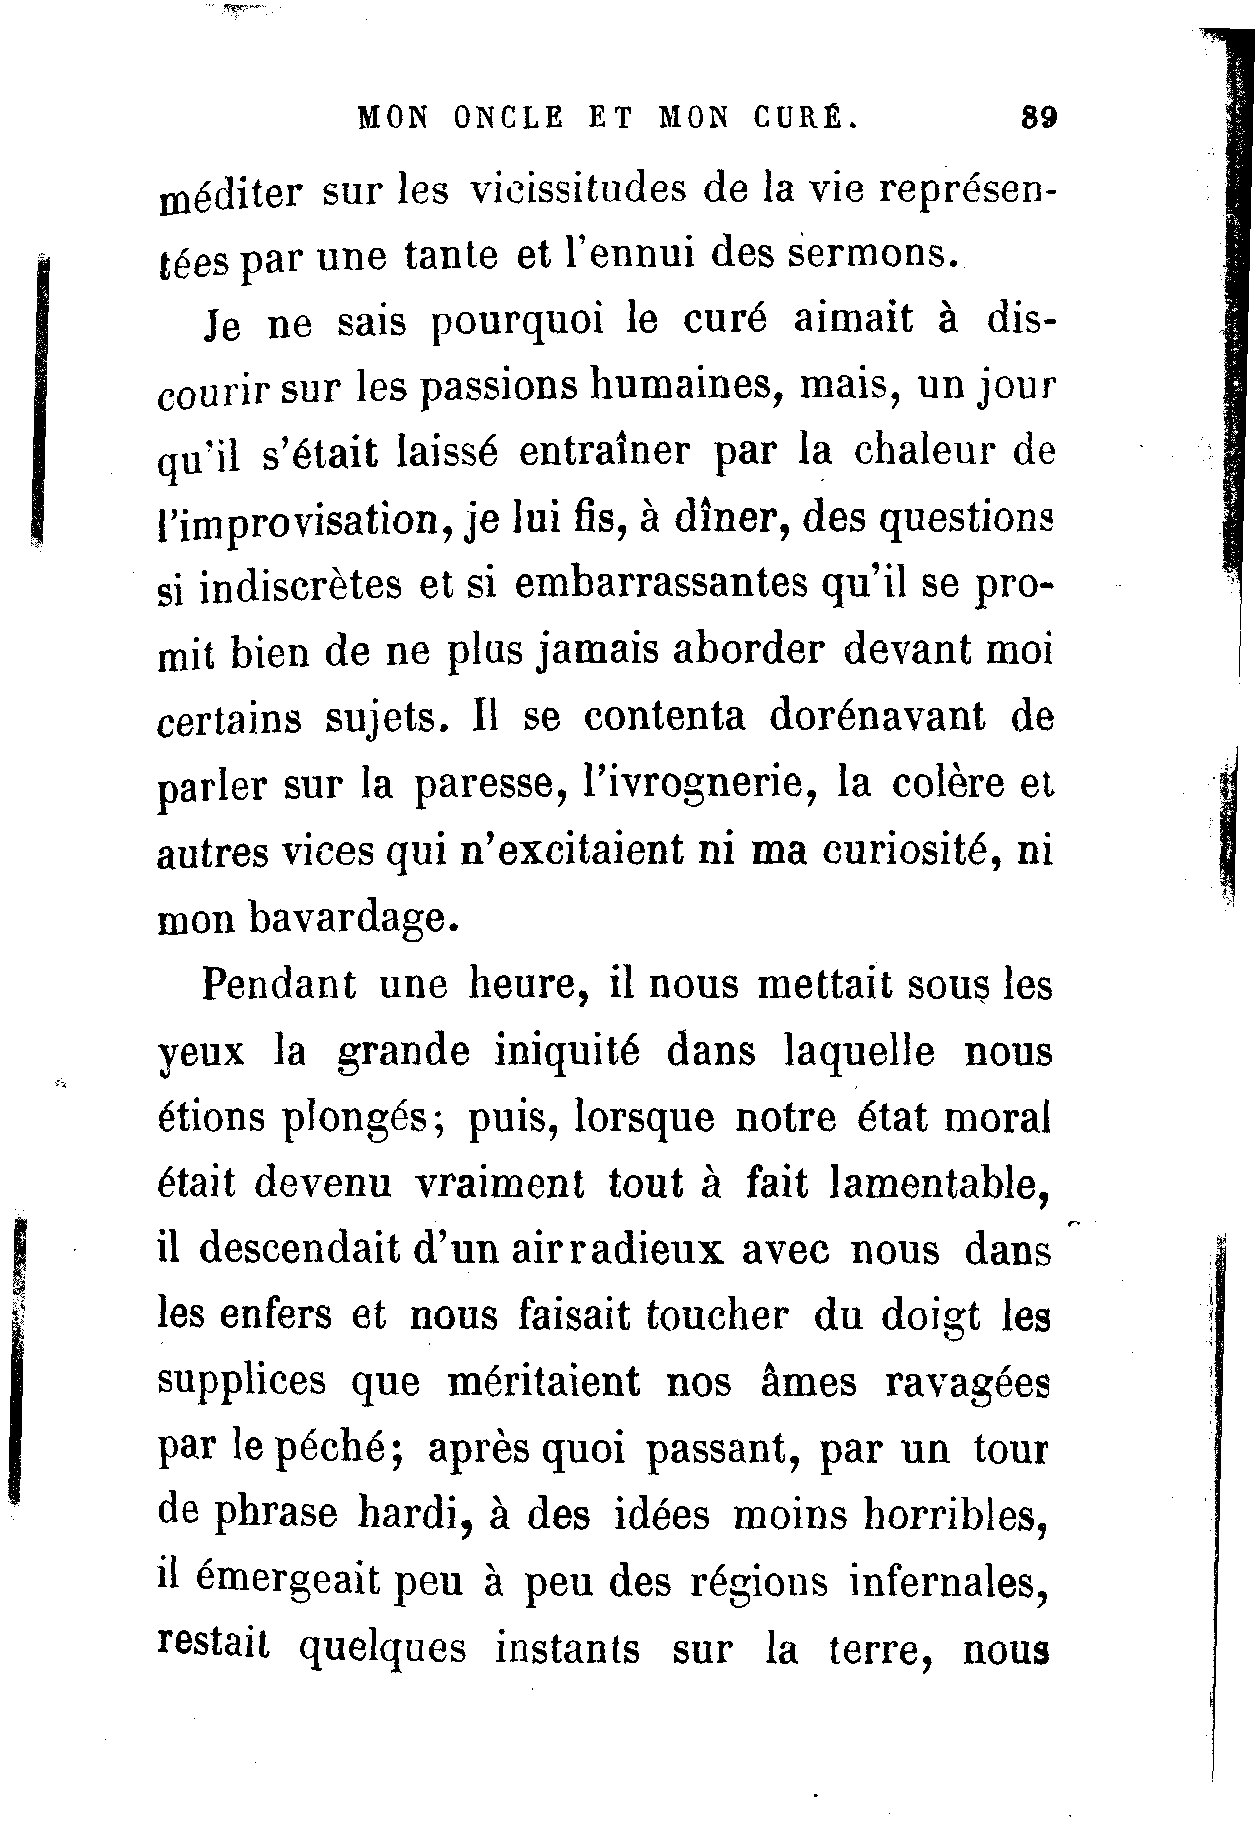 MON ONCLE ET MON CURÉ. 89
méditer sur les vicissitudes de la vie représen-
tées par une tante et l'ennui des sermons.
Je ne sais pourquoi le curé aimait à dis-
courir sur les passions humaines, mais, un jour
qu'il s'était laissé entraîner par la chaleur de
l'improvisation, je lui fis, à dîner, des questions
si indiscrètes et si embarrassantes qu'il se pro-
mit bien de ne plus jamais aborder devant moi
certains sujets. Il se contenta dorénavant de
parler sur la paresse, l'ivrognerie, la colère et
autres vices qui n'excitaient ni ma curiosité, ni
mon bavardage.
Pendant une heure, il nous mettait sous les
yeux la grande iniquité dans laquelle nous
étions plongés; puis, lorsque notre état moral
était devenu vraiment tout à fait lamentable,
il descendait d'un air radieux avec nous dans
les enfers et nous faisait toucher du doigt les
supplices que méritaient nos âmes ravagées
par le péché; après quoi passant, par un tour
de phrase hardi, à des idées moins horribles,
il émergeait peu à peu des régions infernales,
restait quelques instants sur la terre, nous